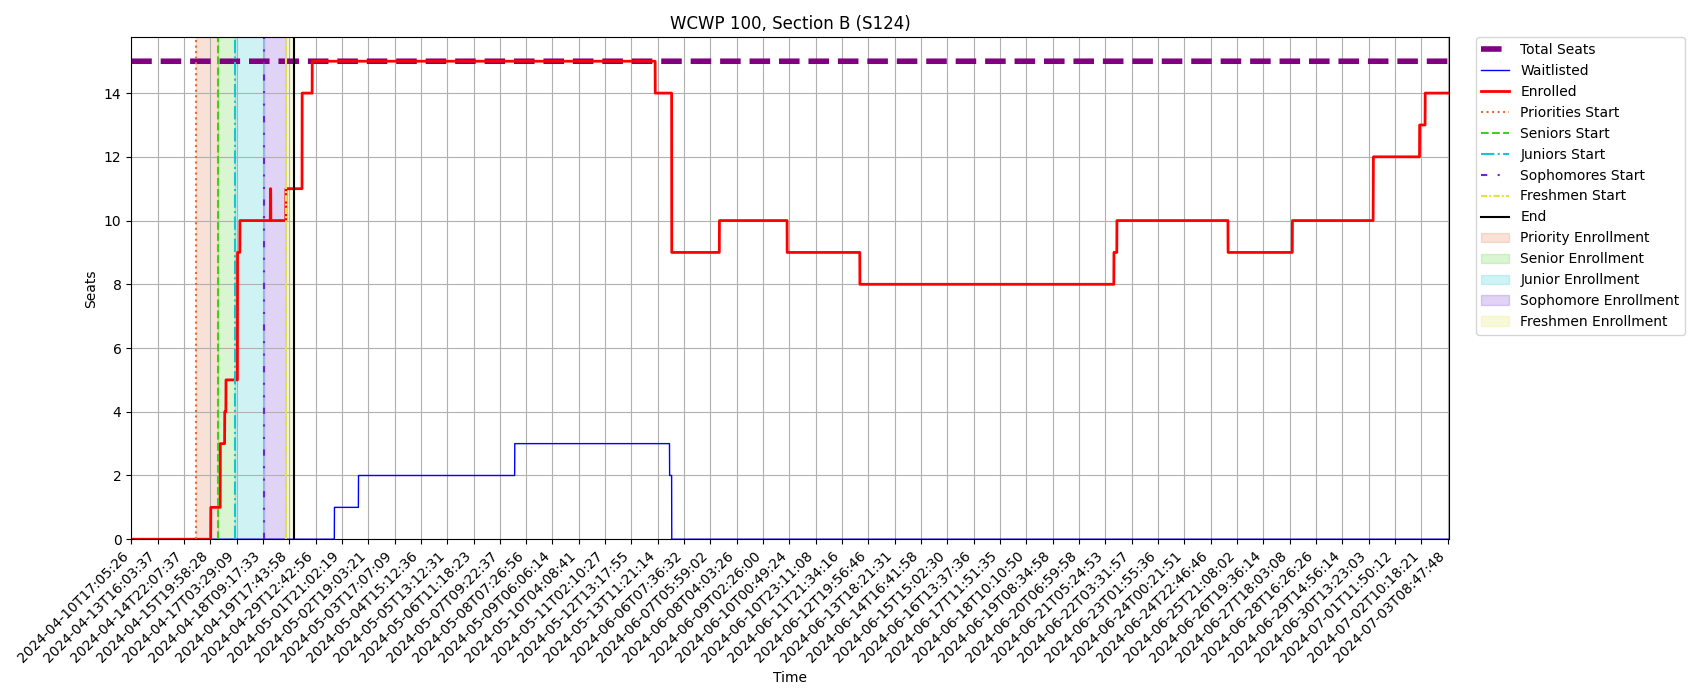 WCWP 100, Section B (S124)
Total Seats
Waitlisted
Enrolled
Priorities Start
Seniors Start
Juniors Start
Sophomores Start
Freshmen Start
End
Priority Enrollment
Senior Enrollment
Junior Enrollment
Sophomore Enrollment
Freshmen Enrollment
Seats
14
12
10
8
6
4
2
0
2024-04-10T17:05:26
2024-04-13T16:03:37
2024-04-14T22:07:37
2024-04-15T19:58:28
2024-04-17T03:29:09
2024-04-18T09:17:33
2024-04-19T17:43:58
2024-04-29T12:42:56
2024-05-01T21:02:19
2024-05-02T19:03:21
2024-05-03T17:07:09
2024-05-04T15:12:36
2024-05-05T13:12:31
2024-05-06T11:18:23
2024-05-07T09:22:37
2024-05-08T07:26:56
2024-05-09T06:06:14
2024-05-10T04:08:41
2024-05-11T02:10:27
2024-05-12T13:17:55
2024-05-13T11:21:14
2024-06-06T07:36:32
2024-06-07T05:59:02
2024-06-08T04:03:26
2024-06-09T02:26:00
2024-06-10T00:49:24
2024-06-10T23:11:08
2024-06-11T21:34:16
2024-06-12T19:56:46
2024-06-13T18:21:31
2024-06-14T16:41:58
2024-06-15T15:02:30
2024-06-16T13:37:36
2024-06-17T11:51:35
2024-06-18T10:10:50
2024-06-19T08:34:58
2024-06-20T06:59:58
2024-06-21T05:24:53
2024-06-22T03:31:57
2024-06-23T01:55:36
2024-06-24T00:21:51
2024-06-24T22:46:46
2024-06-25T21:08:02
2024-06-26T19:36:14
2024-06-27T18:03:08
2024-06-28T16:26:26
2024-06-29T14:56:14
2024-06-30T13:23:03
2024-07-01T11:50:12
2024-07-02T10:18:21
2024-07-03T08:47:48
Time